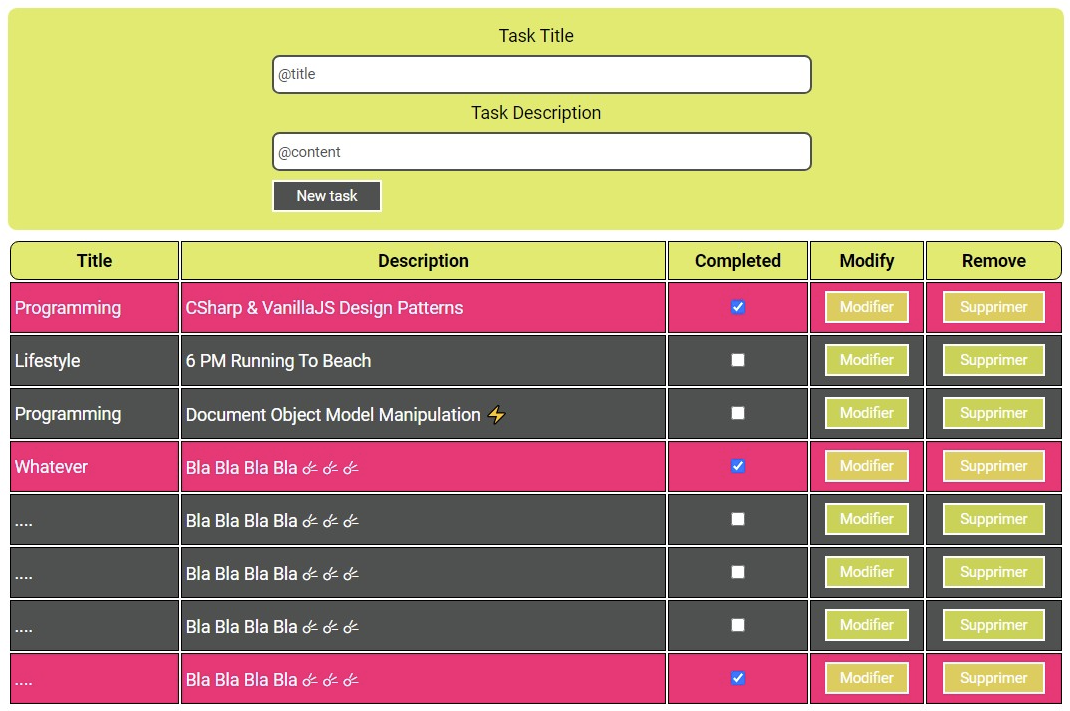 Task Title
@title
Task Description
@content
New task
Title Description Completed Modify Remove
Programming CSharp & VanillaJS Design Patterns Modifier Supprimer
Lifestyle 6 PM Running To Beach Modifier Supprimer
Programming Document Object Model Manipulation ⚡ Modifier Supprimer
Whatever Bla Bla Bla Bla ☄ ☄ ☄ Modifier Supprimer
.... Bla Bla Bla Bla ☄ ☄ ☄ Modifier Supprimer
.... Bla Bla Bla Bla ☄ ☄ ☄ Modifier Supprimer
.... Bla Bla Bla Bla ☄ ☄ ☄ Modifier Supprimer
.... Bla Bla Bla Bla ☄ ☄ ☄ Modifier Supprimer